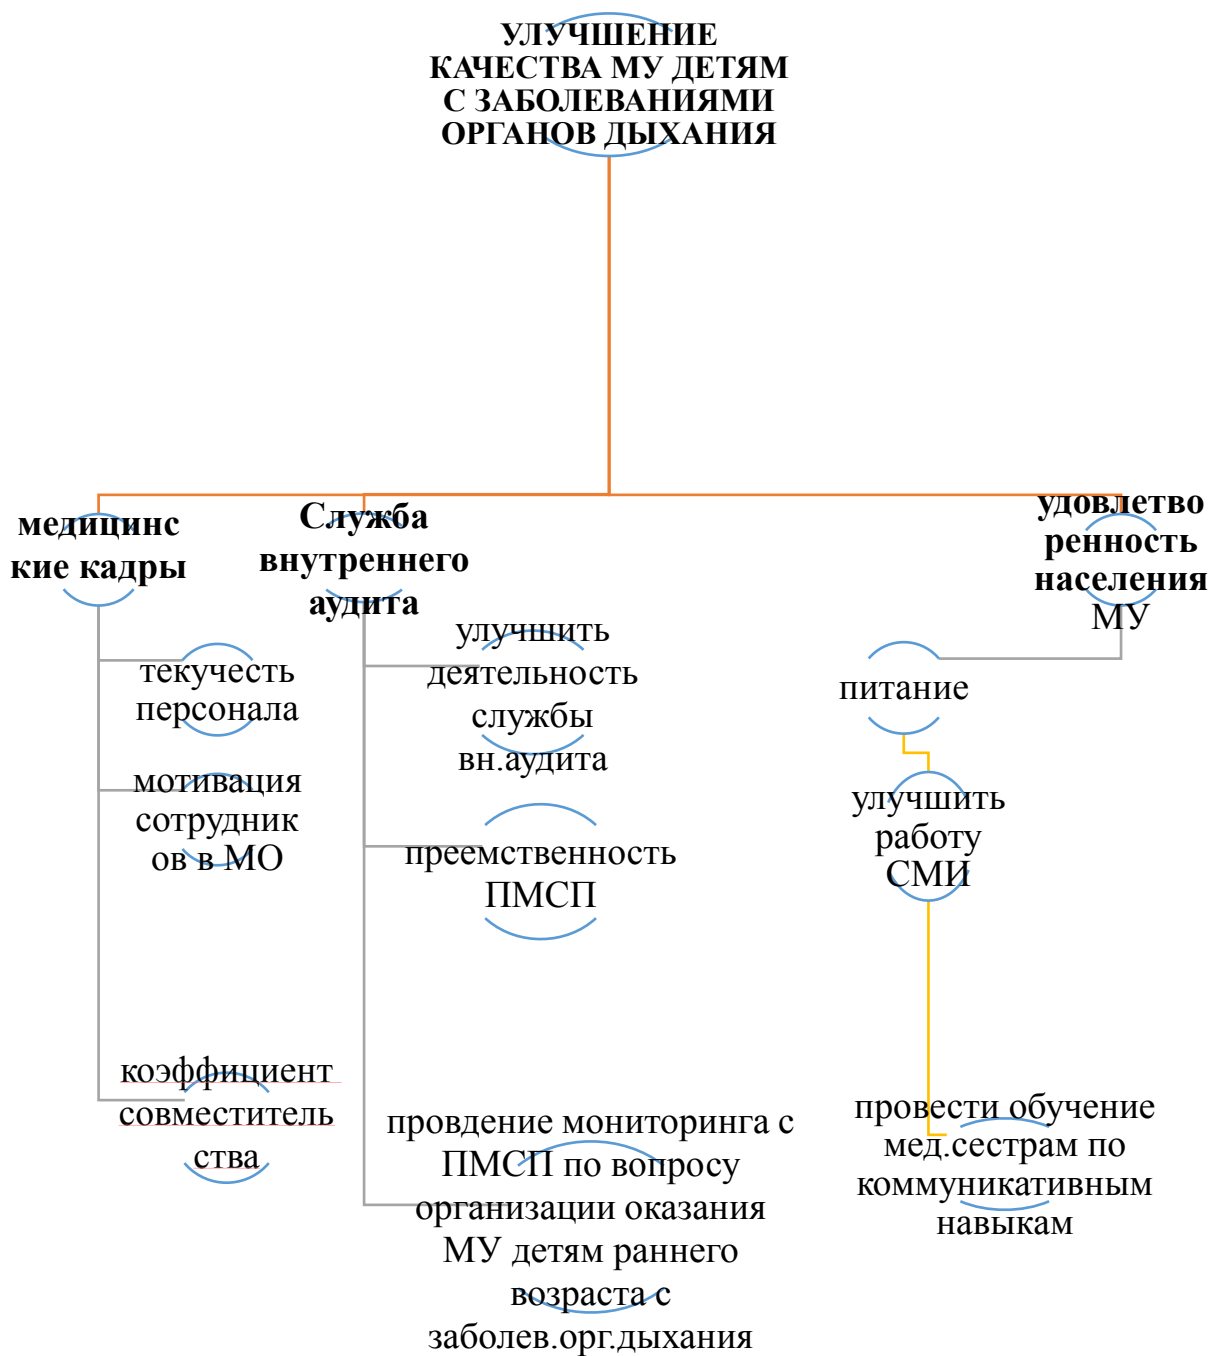 УЛУЧШЕНИЕ
КАЧЕСТВА МУ ДЕТЯМ
С ЗАБОЛЕВАНИЯМИ
ОРГАНОВ ДЫХАНИЯ
медицинс
кие кадры
текучесть
персонала
мотивация
сотрудник
ов в МО
коэффициент
совместитель
ства
Служба
внутреннего
аудита
улучшить
деятельность
службы
вн.аудита
преемственность
ПМСП
провдение мониторинга с
ПМСП по вопросу
организации оказания
МУ детям раннего
возраста с
заболев.орг.дыхания
удовлетво
ренность
населения
МУ
питание
улучшить
работу
СМИ
провести обучение
мед.сестрам по
коммуникативным
навыкам